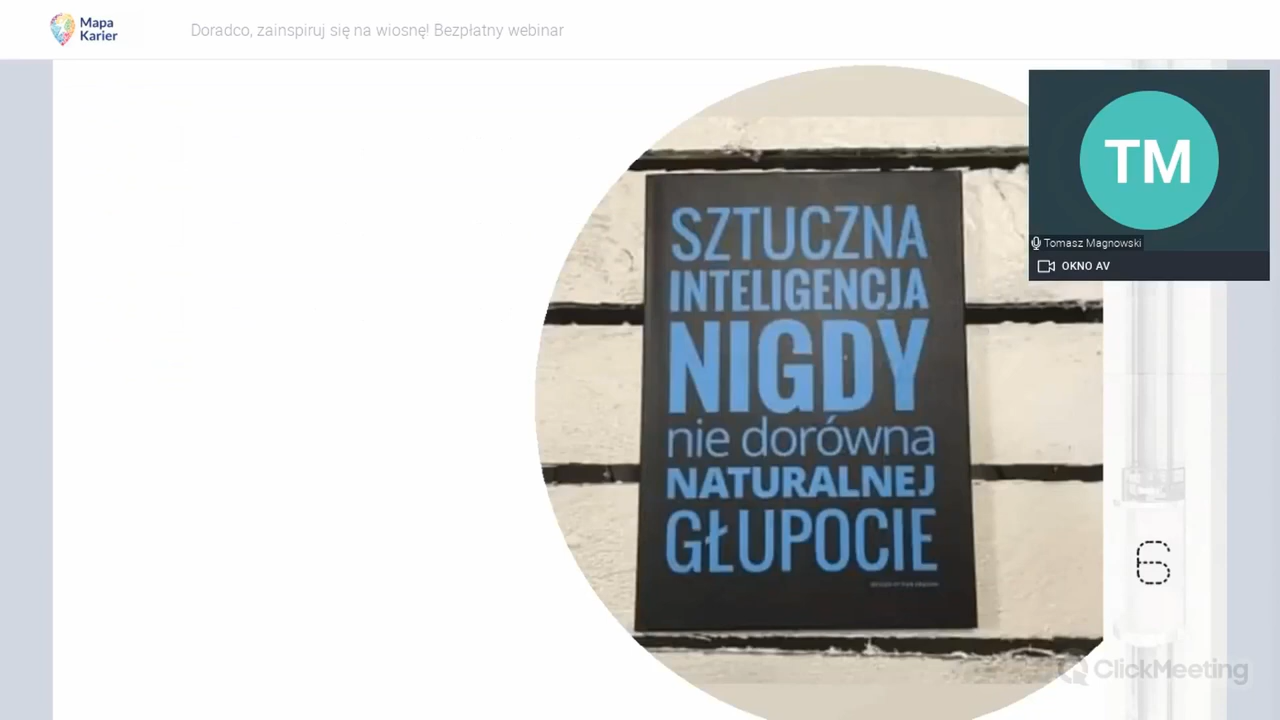 Mapa
Karier
Doradco, zainspiruj się na wiosnę! Bezpłatny webinar
TM
Tomasz Magnowski
OKNO AV
SZTUCZNA
INTELIGENCJA
NIGDY
nie dorówna
NATURALNEJ
GŁUPOCIE
6
ClickMeeting